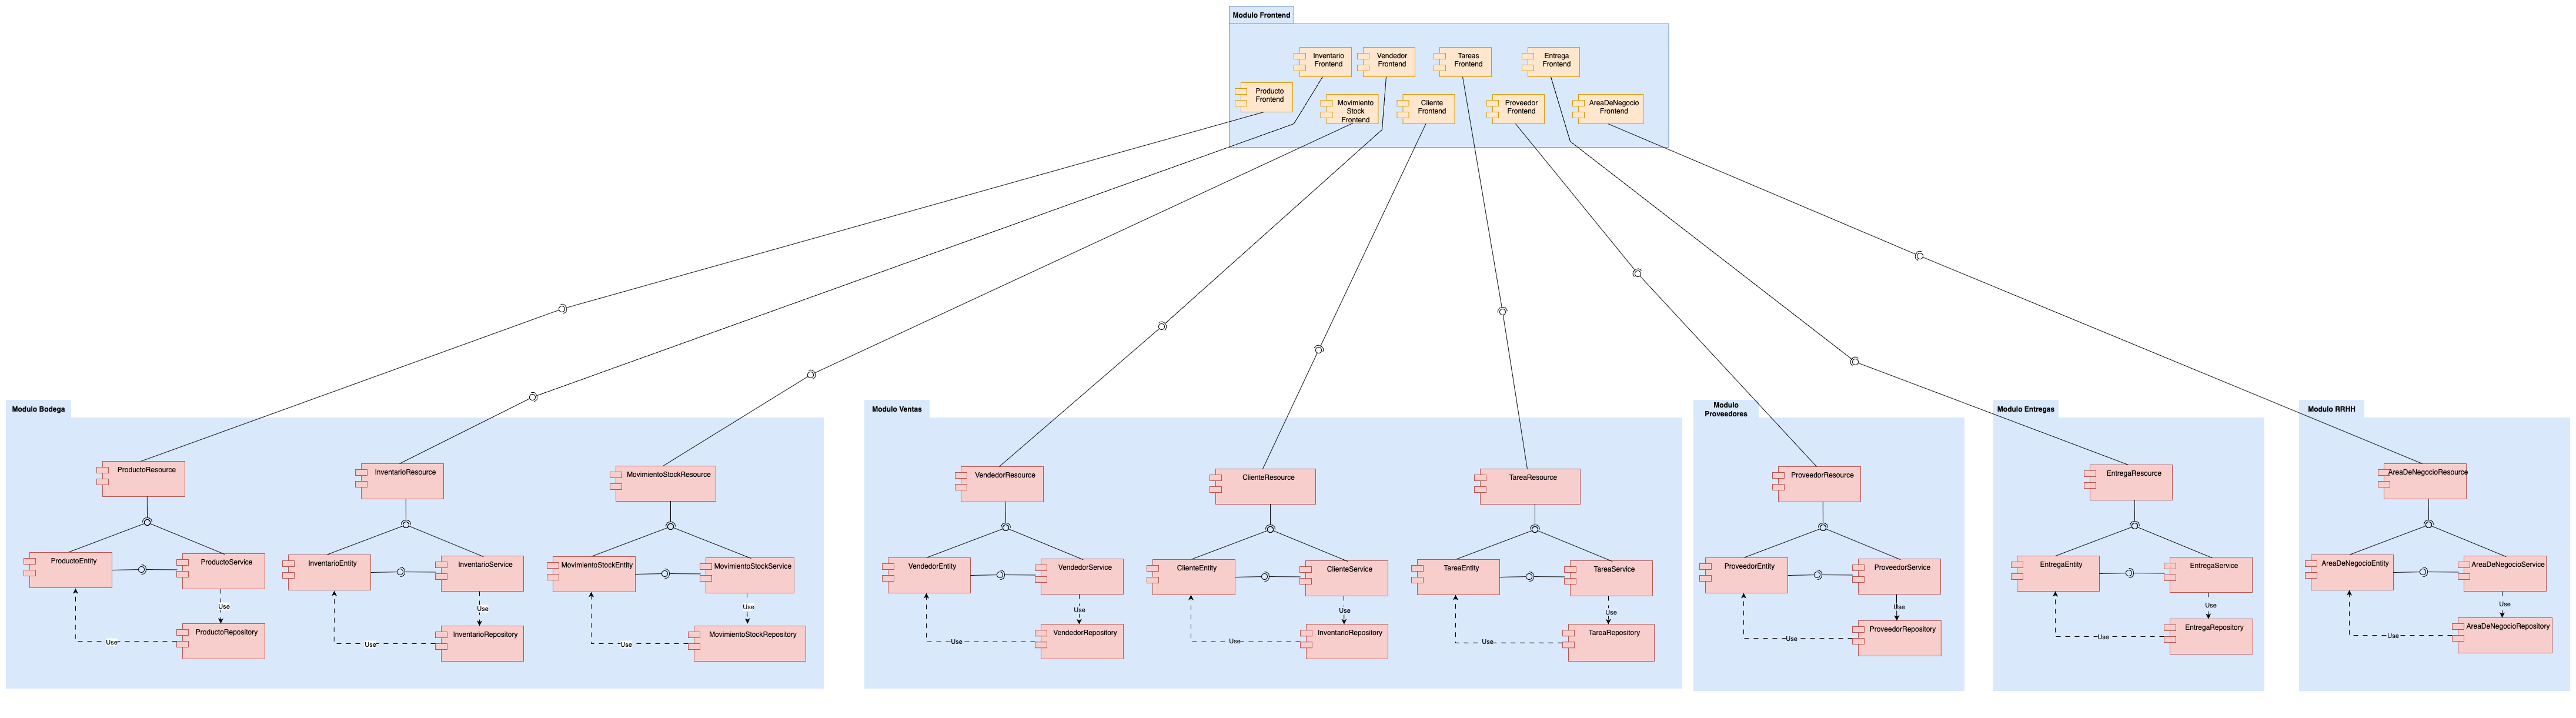 Modulo Frontend
Inventario
Frontend
Vendedor
Frontend
Tareas
Frontend
Entrega
Frontend
Producto
Frontend
Movimiento
Stock
Frontend
Cliente
Frontend
Proveedor
Frontend
AreaDeNegocio
Frontend
Modulo Bodega
ProductoResource
InventarioResource
MovimientoStockResource
ProductoEntity
ProductoService
InventarioEntity
InventarioService
MovimientoStockEntity
MovimientoStockService
Use
Use
Use
ProductoRepository
InventarioRepository
MovimientoStockRepository
Use
Use
Use
Modulo Ventas
VendedorResource
ClienteResource
TareaResource
VendedorEntity
VendedorService
ClienteEntity
ClienteService
TareaEntity
TareaService
Use
Use
Use
VendedorRepository
InventarioRepository
TareaRepository
Use
Use
Use
Modulo
Proveedores
ProveedorResource
ProveedorEntity
ProveedorService
Use
ProveedorRepository
Use
Modulo Entregas
EntregaResource
EntregaEntity
EntregaService
Use
EntregaRepository
Use
Modulo RRHH
AreaDeNegocioResource
AreaDeNegocioEntity
AreaDeNegocioService
Use
AreaDeNegocioRepository
Use